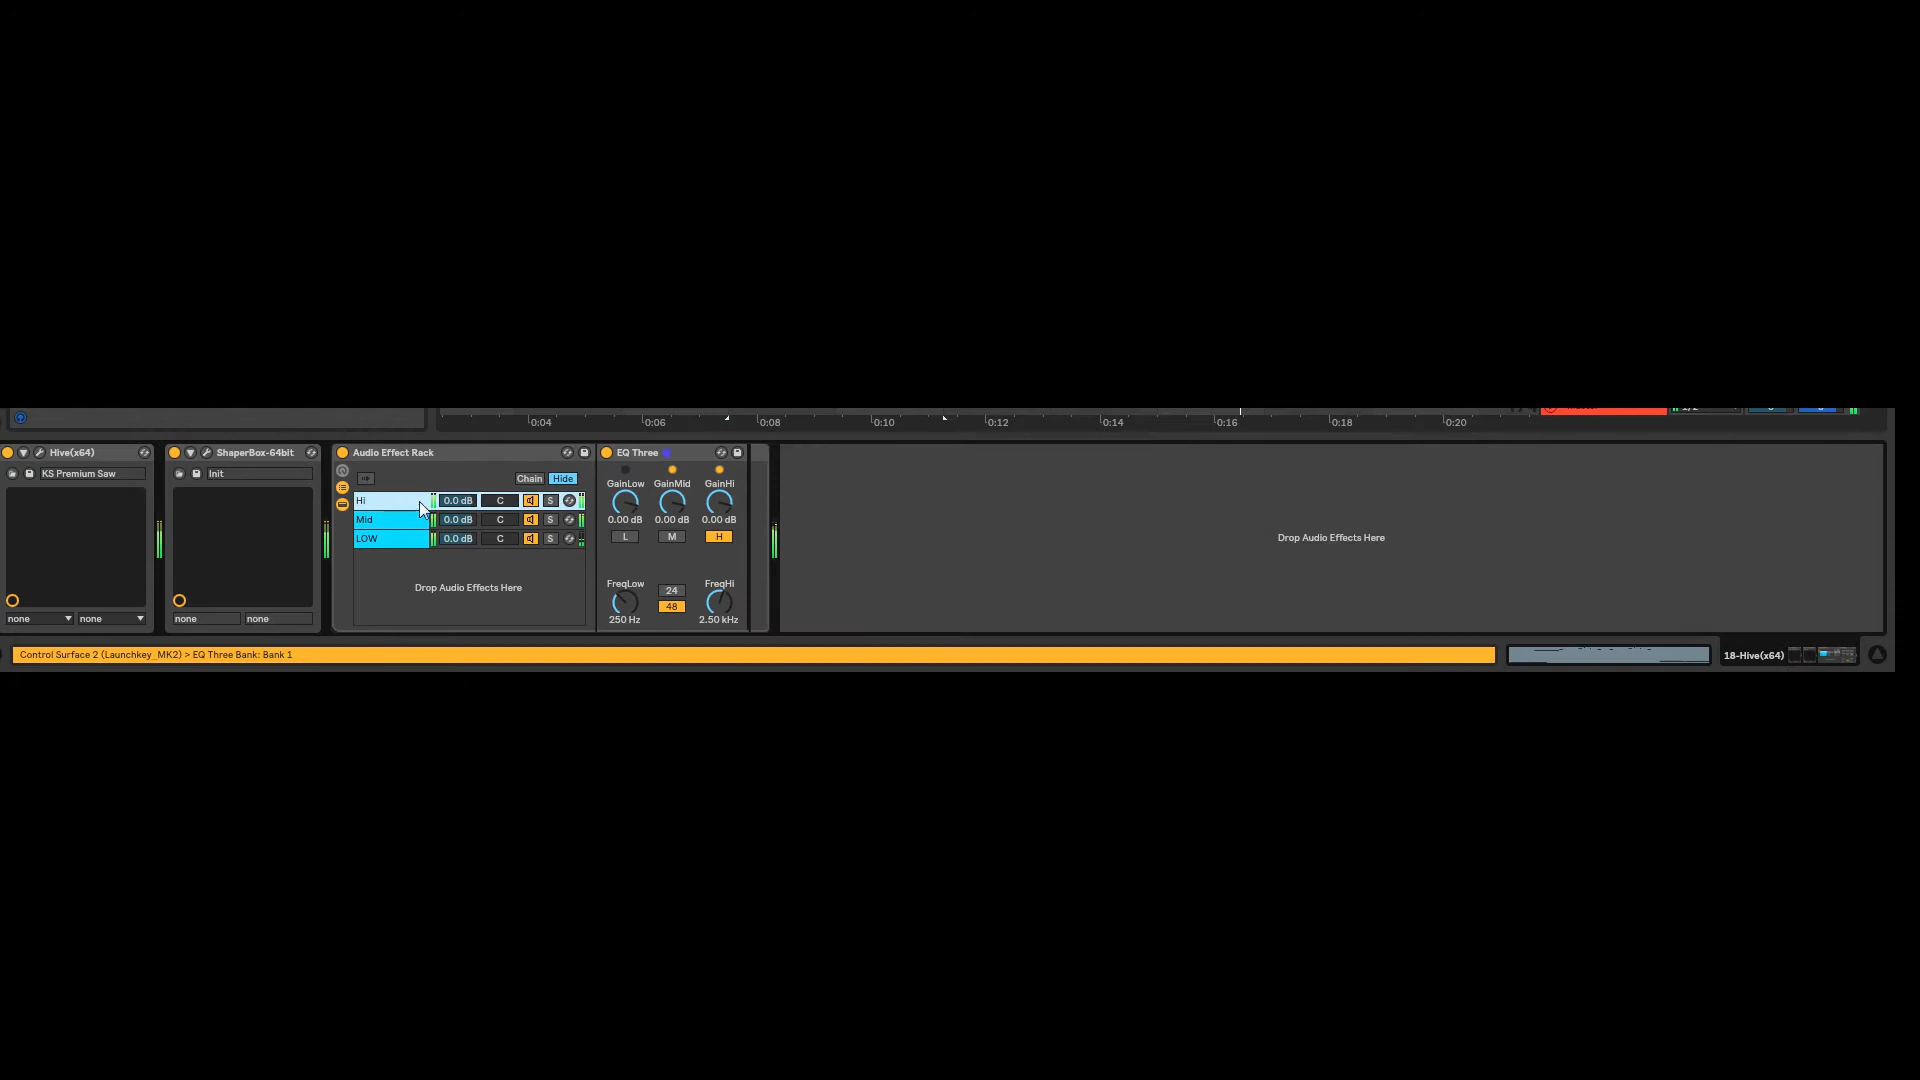 0:04 0:06 0:08 0:10 0:12 0:14 0:16 0:18 0:20
Hive(x64)
KS Premium Saw
none none
ShaperBox-64bit
Init
none none
Audio Effect Rack
Chain Hide
Hi 0.0 dB C S
Mid 0.0 dB C S
LOW 0.0 dB C S
Drop Audio Effects Here
EQ Three
GainLow GainMid GainHi
0.00 dB 0.00 dB 0.00 dB
L M H
FreqLow 24 FreqHi
48
250 Hz 2.50 kHz
Drop Audio Effects Here
Control Surface 2 (Launchkey_MK2) > EQ Three Bank: Bank 1
18-Hive(x64)